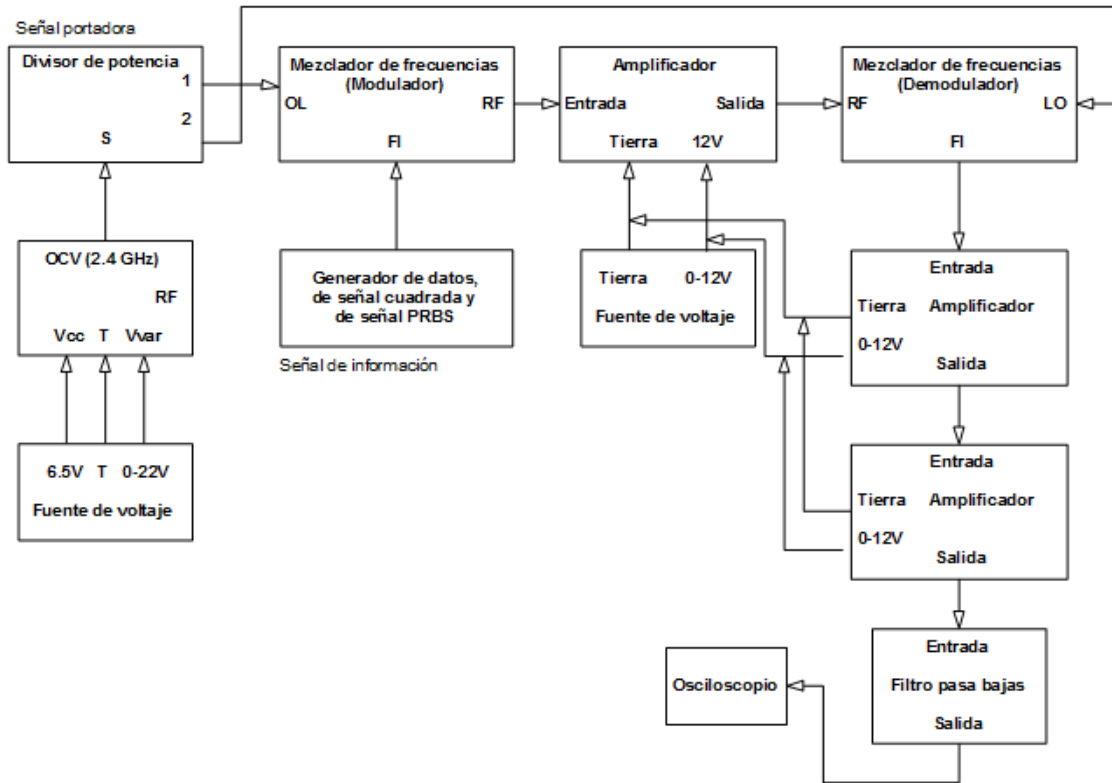 Señal portadora
Divisor de potencia
1
2
S
Mezclador de frecuencias
(Modulador)
OL
RF
FI
Amplificador
Entrada
Salida
Tierra
12V
Mezclador de frecuencias
(Demodulador)
RF
LO
FI
OCV (2.4 GHz)
RF
Vcc T Vvar
Generador de datos,
de señal cuadrada y
de señal PRBS
Señal de información
Tierra 0-12V
Fuente de voltaje
Entrada
Tierra Amplificador
0-12V
Salida
6.5V T 0-22V
Fuente de voltaje
Entrada
Tierra Amplificador
0-12V
Salida
Entrada
Filtro pasa bajas
Salida
Osciloscopio